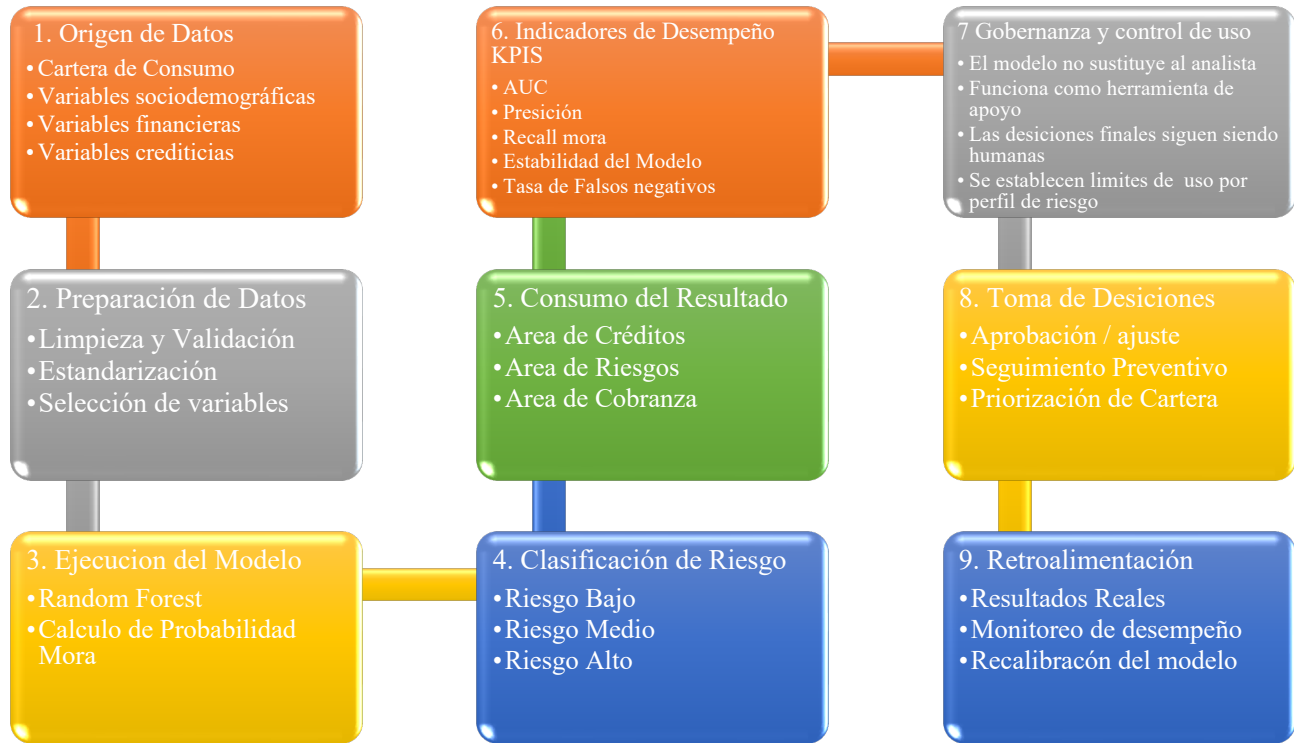 1. Origen de Datos
•Cartera de Consumo
•Variables sociodemográficas
•Variables financieras
•Variables crediticias
2. Preparación de Datos
•Limpieza y Validación
•Estandarización
•Selección de variables
3. Ejecucion del Modelo
•Random Forest
•Calculo de Probabilidad
Mora
4. Clasificación de Riesgo
•Riesgo Bajo
•Riesgo Medio
•Riesgo Alto
5. Consumo del Resultado
•Area de Créditos
•Area de Riesgos
•Area de Cobranza
6. Indicadores de Desempeño
KPIS
• AUC
• Presición
• Recall mora
• Estabilidad del Modelo
• Tasa de Falsos negativos
7 Gobernanza y control de uso
• El modelo no sustituye al analista
• Funciona como herramienta de
apoyo
• Las desiciones finales siguen siendo
humanas
• Se establecen limites de uso por
perfil de riesgo
8. Toma de Desiciones
•Aprobación / ajuste
•Seguimiento Preventivo
•Priorización de Cartera
9. Retroalimentación
•Resultados Reales
•Monitoreo de desempeño
•Recalibracón del modelo